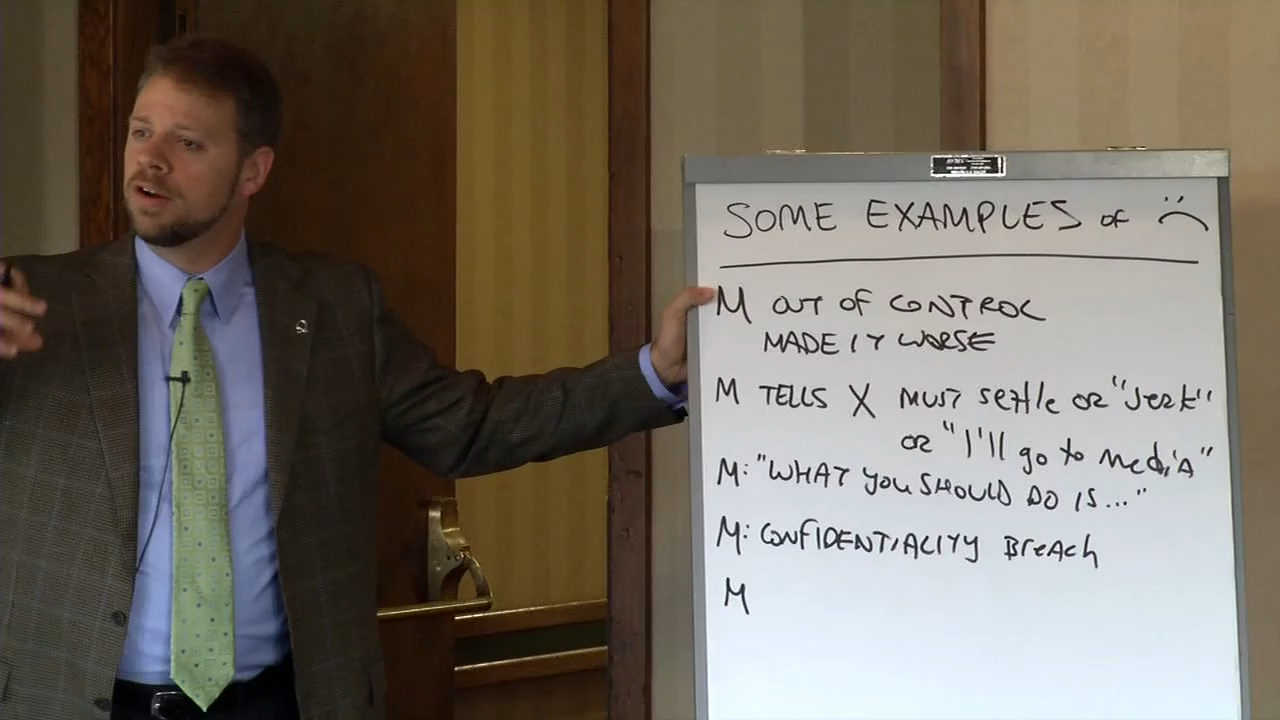 SOME EXAMPLES of
M OUT OF CONTROL
MADE IT WORSE
M TELLS X MUST settle or "Jerk"
or "I'll go to media"
M: "WHAT YOU SHOULD DO IS..."
M: CONFIDENTIALITY BreAch
M